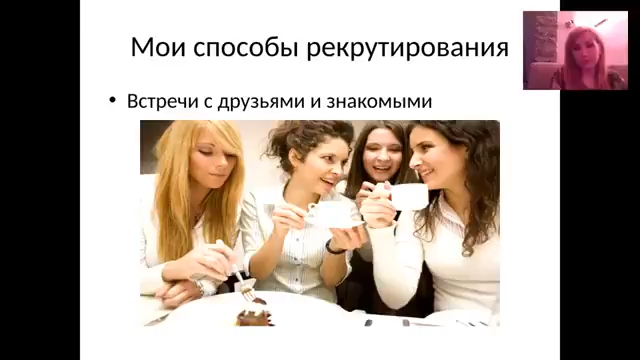 Мои способы рекрутирования
• Встречи с друзьями и знакомыми